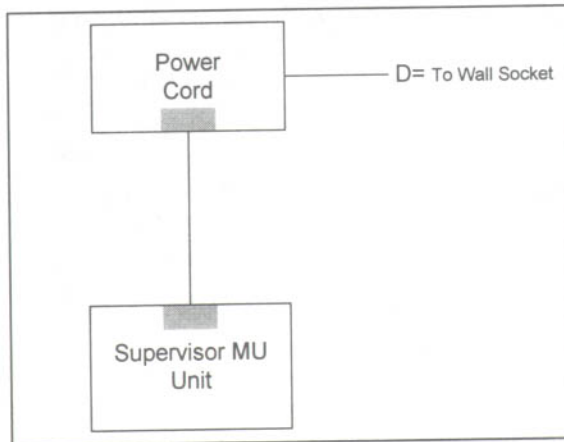 Power
Cord
D= To Wall Socket
Supervisor MU
Unit